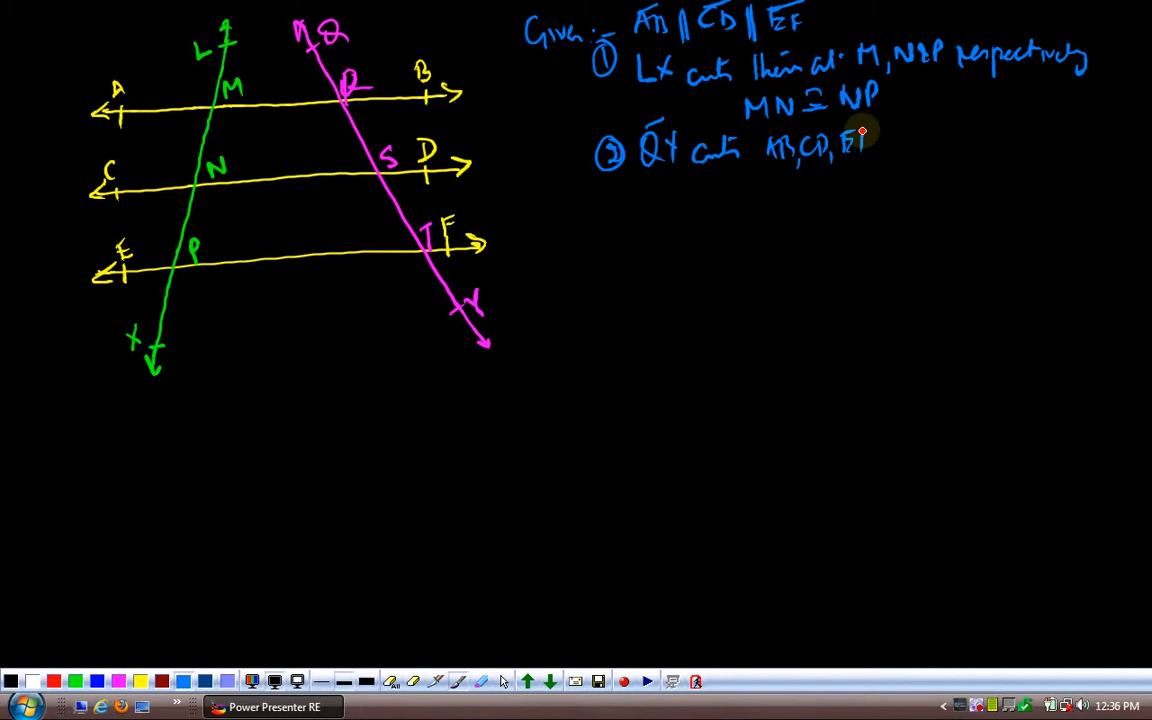 Given :- AB || CD || EF
① LX cuts them at M, N & P respectively
MN ≅ NP
② QY cuts AB, CD, EF
L
Q
A
M
R
B
C
N
S
D
E
P
T
F
X
Y
Power Presenter RE
12:36 PM